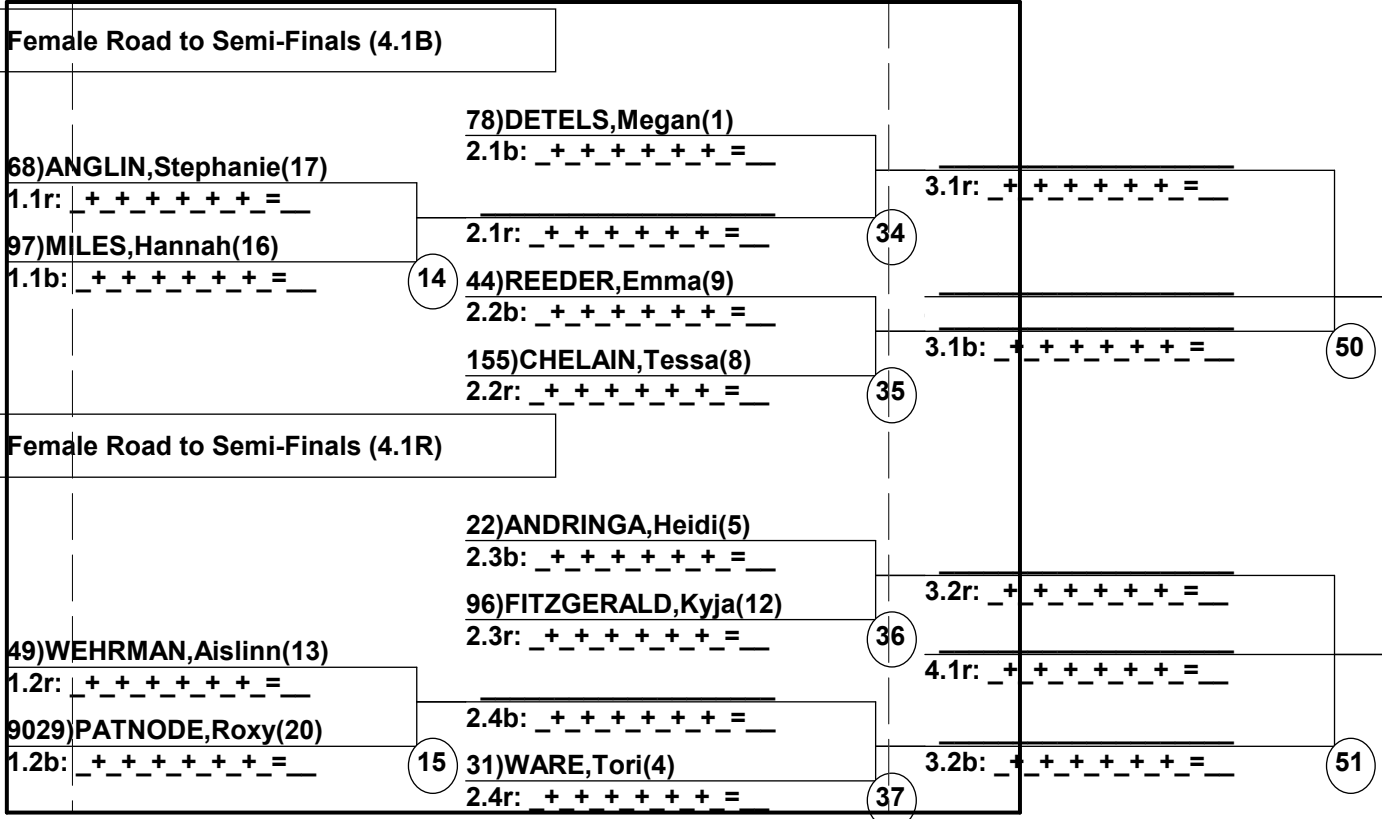 Female Road to Semi-Finals (4.1B)
78)DETELS,Megan(1)
2.1b: _+_+_+_+_+_=__
68)ANGLIN,Stephanie(17)
1.1r: _+_+_+_+_+_=__
3.1r: _+_+_+_+_+_=__
2.1r: _+_+_+_+_+_=__
34
97)MILES,Hannah(16)
1.1b: _+_+_+_+_+_=__
14
44)REEDER,Emma(9)
2.2b: _+_+_+_+_+_=__
3.1b: _+_+_+_+_+_=__
50
155)CHELAIN,Tessa(8)
2.2r: _+_+_+_+_+_=__
35
Female Road to Semi-Finals (4.1R)
22)ANDRINGA,Heidi(5)
2.3b: _+_+_+_+_+_=__
3.2r: _+_+_+_+_+_=__
96)FITZGERALD,Kyja(12)
2.3r: _+_+_+_+_+_=__
36
49)WEHRMAN,Aislinn(13)
1.2r: _+_+_+_+_+_=__
4.1r: _+_+_+_+_+_=__
2.4b: _+_+_+_+_+_=__
9029)PATNODE,Roxy(20)
1.2b: _+_+_+_+_+_=__
15
31)WARE,Tori(4)
2.4r: _+_+_+_+_+_=__
37
3.2b: _+_+_+_+_+_=__
51